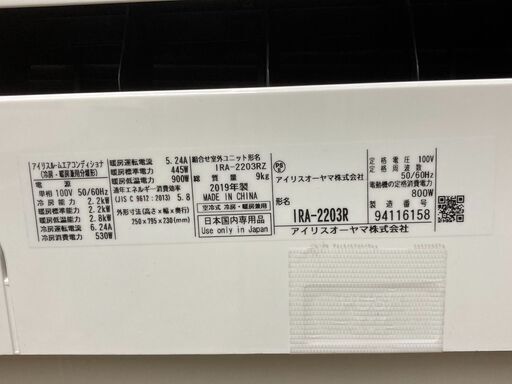 アイリスルームエアコンディショナ
(冷房・暖房兼用分離形)
電 源
単相 100V 50/60Hz
冷房能力 2.2kW
暖房能力 2.2kW
暖房低温能力 2.8kW
冷房運転電流 6.24A
冷房消費電力 530W
暖房運転電流 5.24A
暖房標準電力 445W
暖房低温電力 900W
通年エネルギー消費効率
(JIS C 9612:2013) 5.8
外形寸法(高さ×幅×奥行)
250×795×230(mm)
組合せ室外ユニット形名
IRA-2203RZ
総質量 9kg
2019年製
MADE IN CHINA
空冷式 冷房・暖房兼用
日本国内専用品
Use only in Japan
PS
E
アイリスオーヤマ株式会社
形名
IRA-2203R
定格電圧 100V
定格周波数
50/60Hz
電動機の定格消費電力
800W
製造番号
94116158
アイリスオーヤマ株式会社